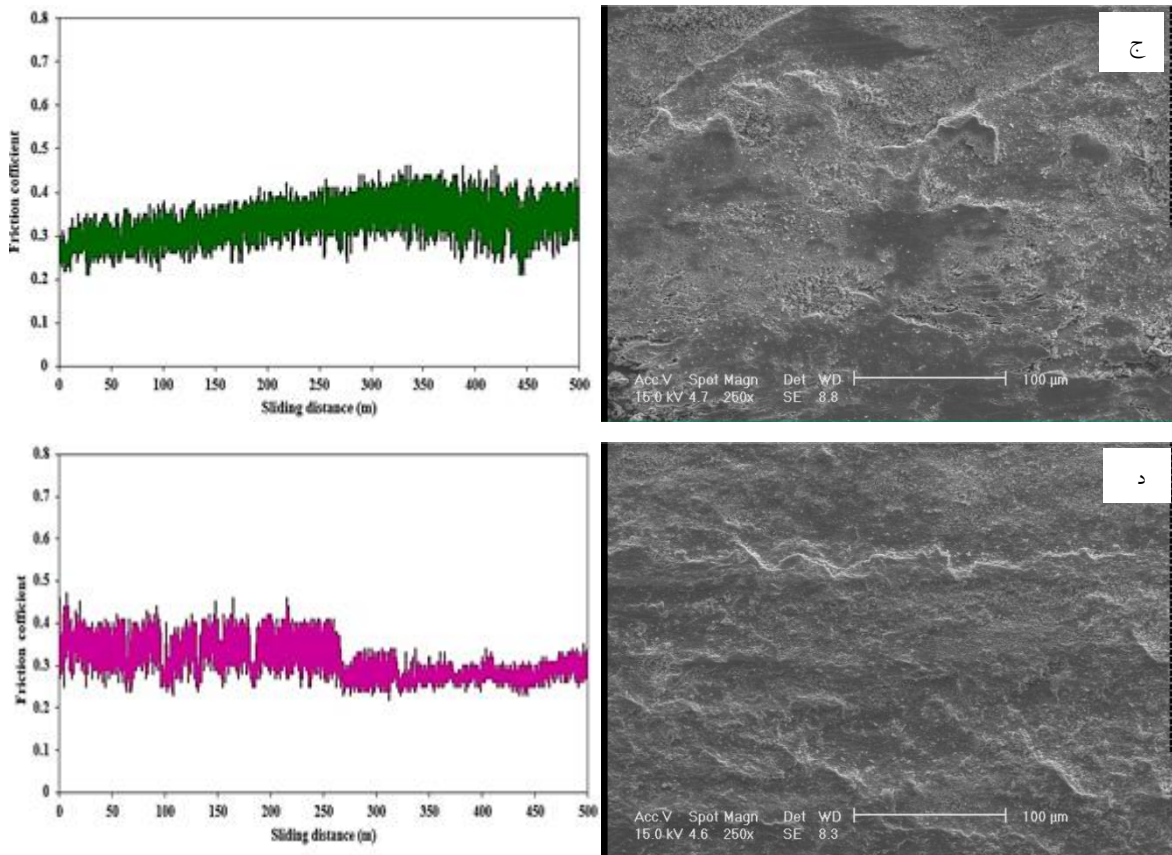 0.8
0.7
0.6
0.5
0.4
0.3
0.2
0.1
0
Friction cofficient
0 50 100 150 200 250 300 350 400 450 500
Sliding distance (m)
ج
Acc.V Spot Magn Det WD 100 µm
15.0 kV 4.7 250x SE 8.8
0.8
0.7
0.6
0.5
0.4
0.3
0.2
0.1
0
Friction cofficient
0 50 100 150 200 250 300 350 400 450 500
Sliding distance (m)
د
Acc.V Spot Magn Det WD 100 µm
15.0 kV 4.6 250x SE 8.3